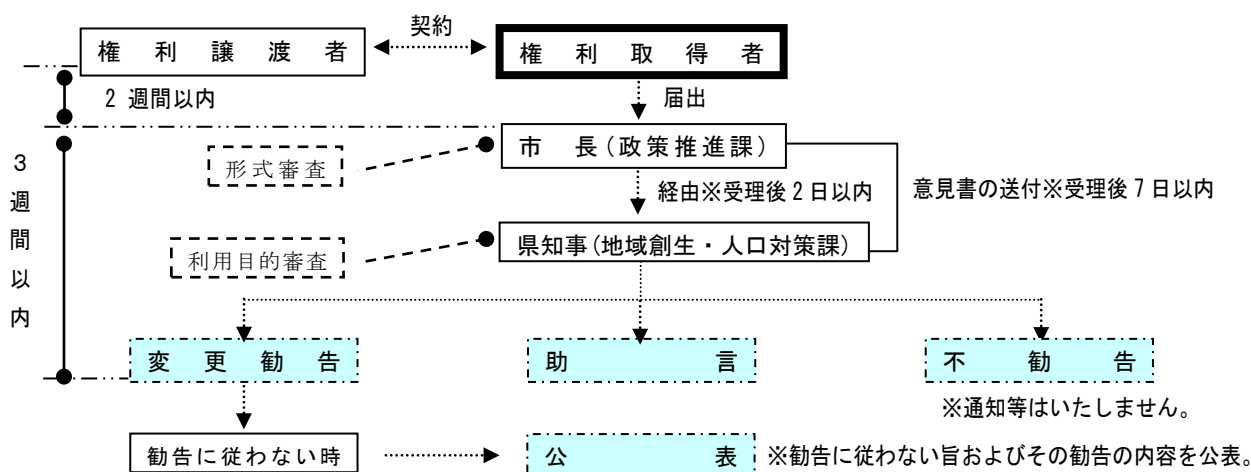 契約
権利譲渡者
権利取得者
2 週間以内
届出
市 長(政策推進課)
形式審査
経由※受理後2日以内
意見書の送付※受理後7日以内
3週間以内
県知事(地域創生・人口対策課)
利用目的審査
変更勧告
助言
不勧告
※通知等はいたしません。
勧告に従わない時
公表
※勧告に従わない旨およびその勧告の内容を公表。